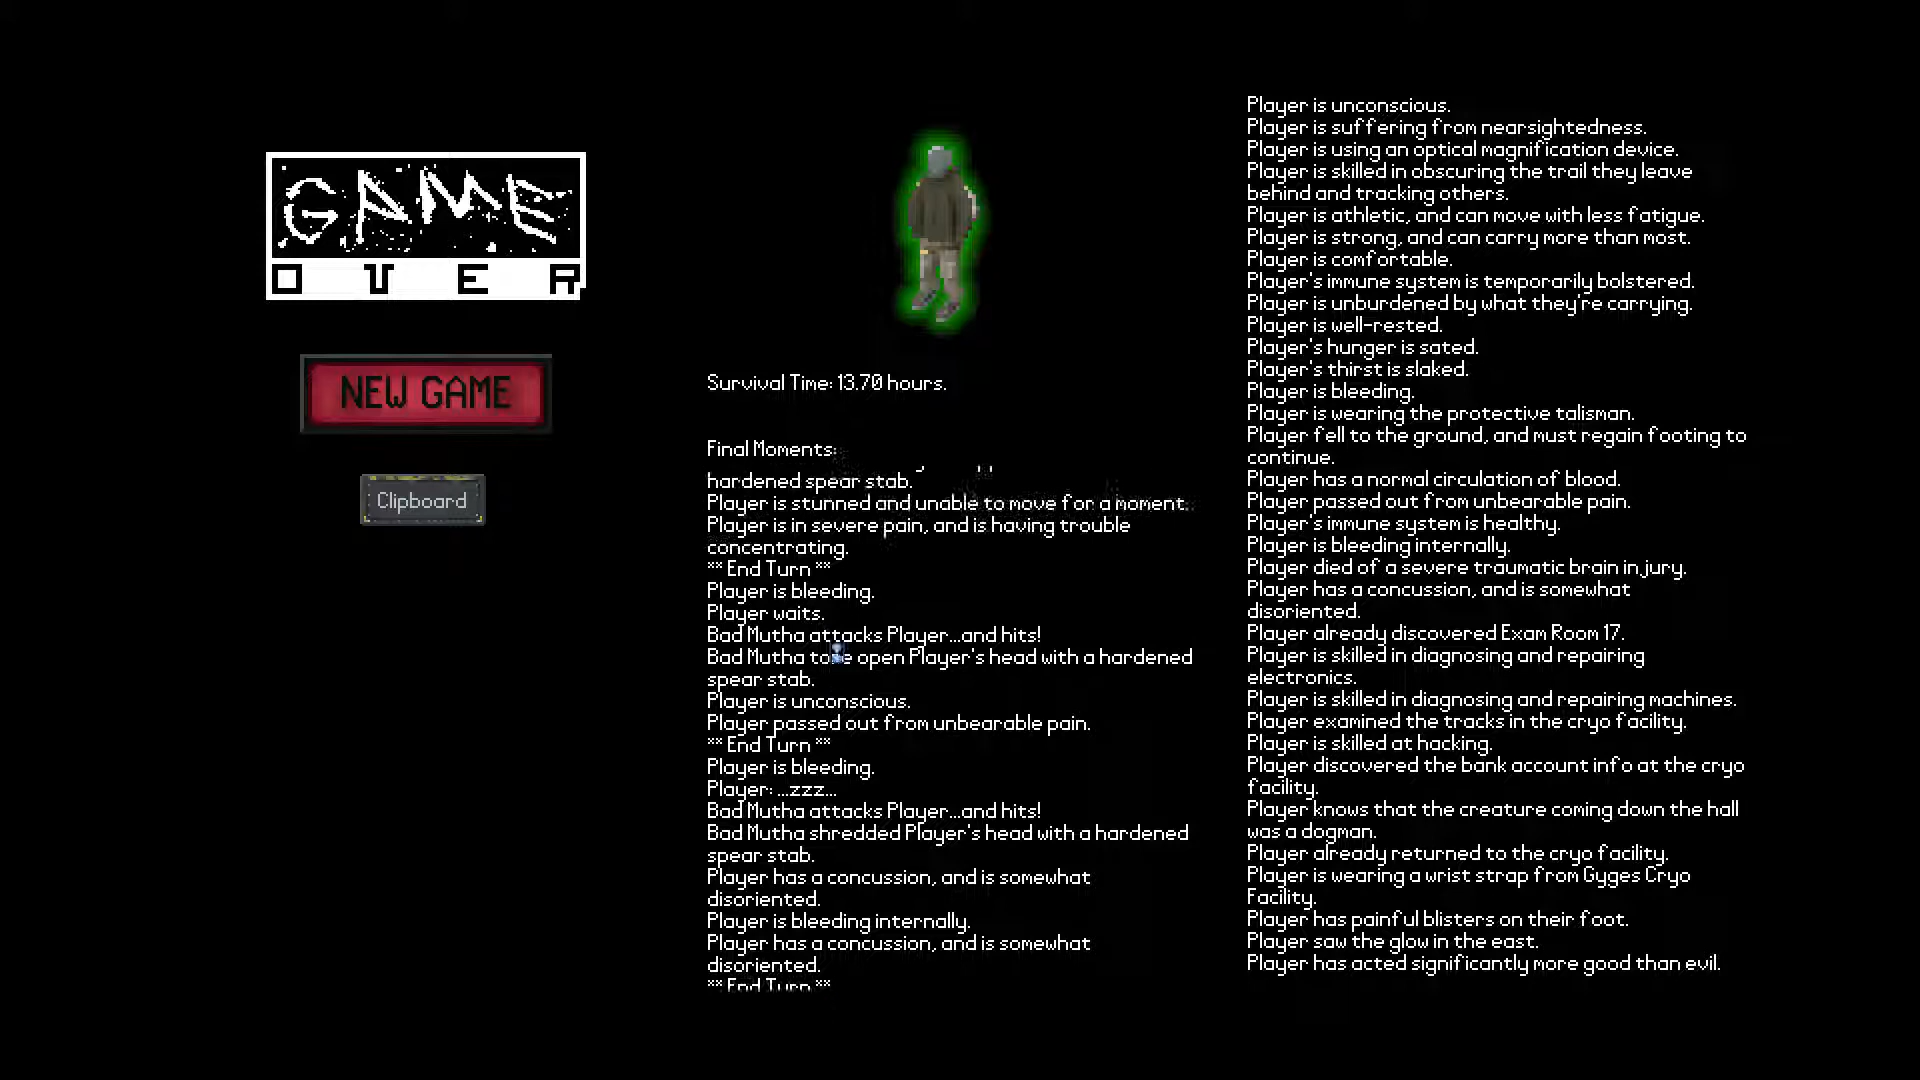 GAME
OVER
NEW GAME
Clipboard
Survival Time: 13.70 hours.
Final Moments:
hardened spear stab.
Player is stunned and unable to move for a moment.
Player is in severe pain, and is having trouble
concentrating.
** End Turn **
Player is bleeding.
Player waits.
Bad Mutha attacks Player...and hits!
Bad Mutha tore open Player's head with a hardened
spear stab.
Player is unconscious.
Player passed out from unbearable pain.
** End Turn **
Player is bleeding.
Player: ...zzz...
Bad Mutha attacks Player...and hits!
Bad Mutha shredded Player's head with a hardened
spear stab.
Player has a concussion, and is somewhat
disoriented.
Player is bleeding internally.
Player has a concussion, and is somewhat
disoriented.
** End Turn **
Player is unconscious.
Player is suffering from nearsightedness.
Player is using an optical magnification device.
Player is skilled in obscuring the trail they leave
behind and tracking others.
Player is athletic, and can move with less fatigue.
Player is strong, and can carry more than most.
Player is comfortable.
Player's immune system is temporarily bolstered.
Player is unburdened by what they're carrying.
Player is well-rested.
Player's hunger is sated.
Player's thirst is slaked.
Player is bleeding.
Player is wearing the protective talisman.
Player fell to the ground, and must regain footing to
continue.
Player has a normal circulation of blood.
Player passed out from unbearable pain.
Player's immune system is healthy.
Player is bleeding internally.
Player died of a severe traumatic brain injury.
Player has a concussion, and is somewhat
disoriented.
Player already discovered Exam Room 17.
Player is skilled in diagnosing and repairing
electronics.
Player is skilled in diagnosing and repairing machines.
Player examined the tracks in the cryo facility.
Player is skilled at hacking.
Player discovered the bank account info at the cryo
facility.
Player knows that the creature coming down the hall
was a dogman.
Player already returned to the cryo facility.
Player is wearing a wrist strap from Gyges Cryo
Facility.
Player has painful blisters on their foot.
Player saw the glow in the east.
Player has acted significantly more good than evil.